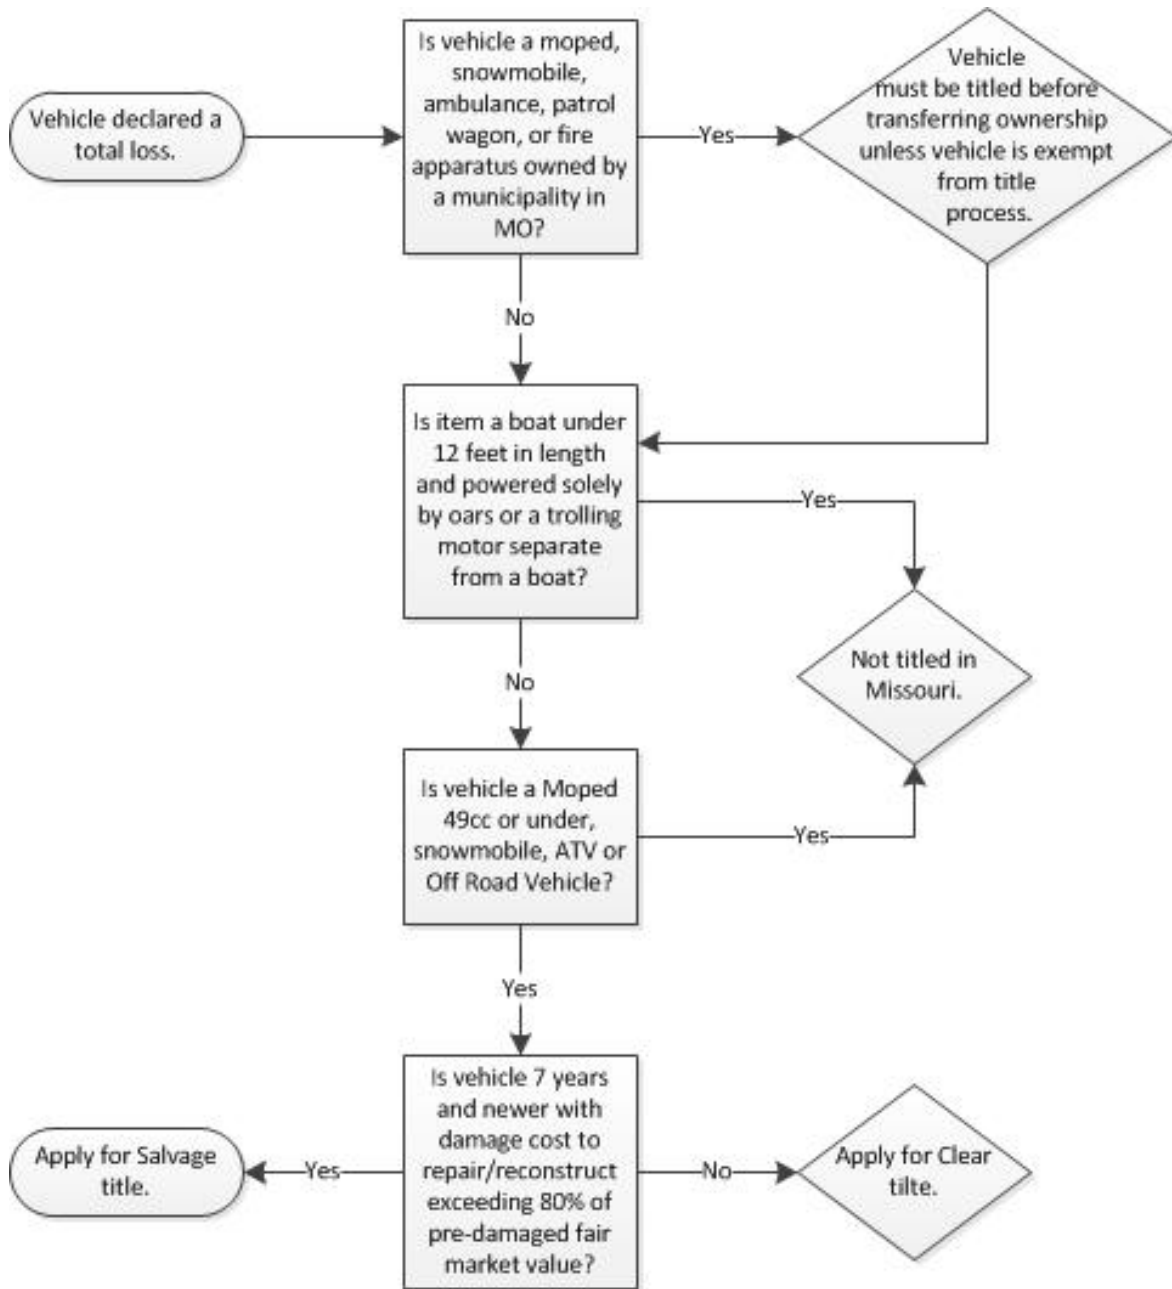 Vehicle declared a
total loss.
Is vehicle a moped,
snowmobile,
ambulance, patrol
wagon, or fire
apparatus owned by
a municipality in
MO?
Yes
Vehicle
must be titled before
transferring ownership
unless vehicle is exempt
from title
process.
No
Is item a boat under
12 feet in length
and powered solely
by oars or a trolling
motor separate
from a boat?
Yes
Not titled in
Missouri.
No
Is vehicle a Moped
49cc or under,
snowmobile, ATV or
Off Road Vehicle?
Yes
Yes
Is vehicle 7 years
and newer with
damage cost to
repair/reconstruct
exceeding 80% of
pre-damaged fair
market value?
Yes
Apply for Salvage
title.
No
Apply for Clear
tilte.